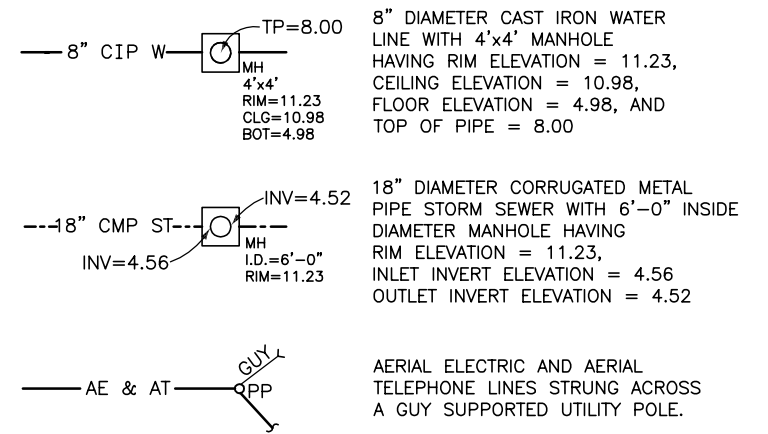 TP=8.00
8" CIP W
MH
4'x4'
RIM=11.23
CLG=10.98
BOT=4.98
8" DIAMETER CAST IRON WATER
LINE WITH 4'x4' MANHOLE
HAVING RIM ELEVATION = 11.23,
CEILING ELEVATION = 10.98,
FLOOR ELEVATION = 4.98, AND
TOP OF PIPE = 8.00
INV=4.52
18" CMP ST
INV=4.56
MH
I.D.=6'-0"
RIM=11.23
18" DIAMETER CORRUGATED METAL
PIPE STORM SEWER WITH 6'-0" INSIDE
DIAMETER MANHOLE HAVING
RIM ELEVATION = 11.23,
INLET INVERT ELEVATION = 4.56
OUTLET INVERT ELEVATION = 4.52
GUY
AE & AT
PP
AERIAL ELECTRIC AND AERIAL
TELEPHONE LINES STRUNG ACROSS
A GUY SUPPORTED UTILITY POLE.